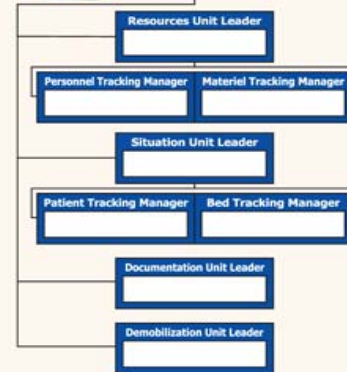 Resources Unit Leader
Personnel Tracking Manager
Materiel Tracking Manager
Situation Unit Leader
Patient Tracking Manager
Bed Tracking Manager
Documentation Unit Leader
Demobilization Unit Leader